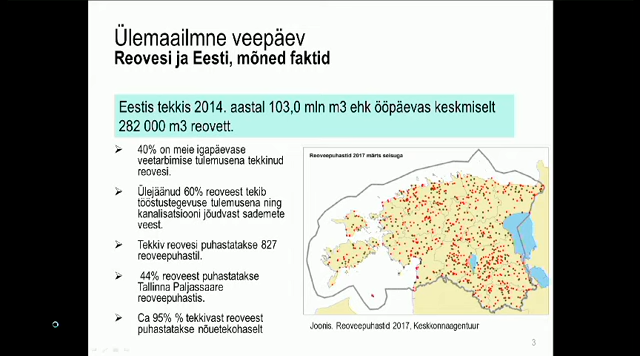 Ülemaailmne veepäev
Reovesi ja Eesti, mõned faktid
Eestis tekkis 2014. aastal 103,0 mln m3 ehk ööpäevas keskmiselt
282 000 m3 reovett.
40% on meie igapäevase
veetarbimise tulemusena tekkinud
reovesi.
Ülejäänud 60% reoveest tekib
tööstustegevuse tulemusena ning
kanalisatsiooni jõudvast sademete
veest.
Tekkiv reovesi puhastatakse 827
reoveepuhastil.
44% reoveest puhastatakse
Tallinna Paljassaare
reoveepuhastis.
Ca 95% % tekkivast reoveest
puhastatakse nõuetekohaselt
Reoveepuhastid 2017 märts seisuga
Joonis. Reoveepuhastid 2017, Keskkonnaagentuur
3